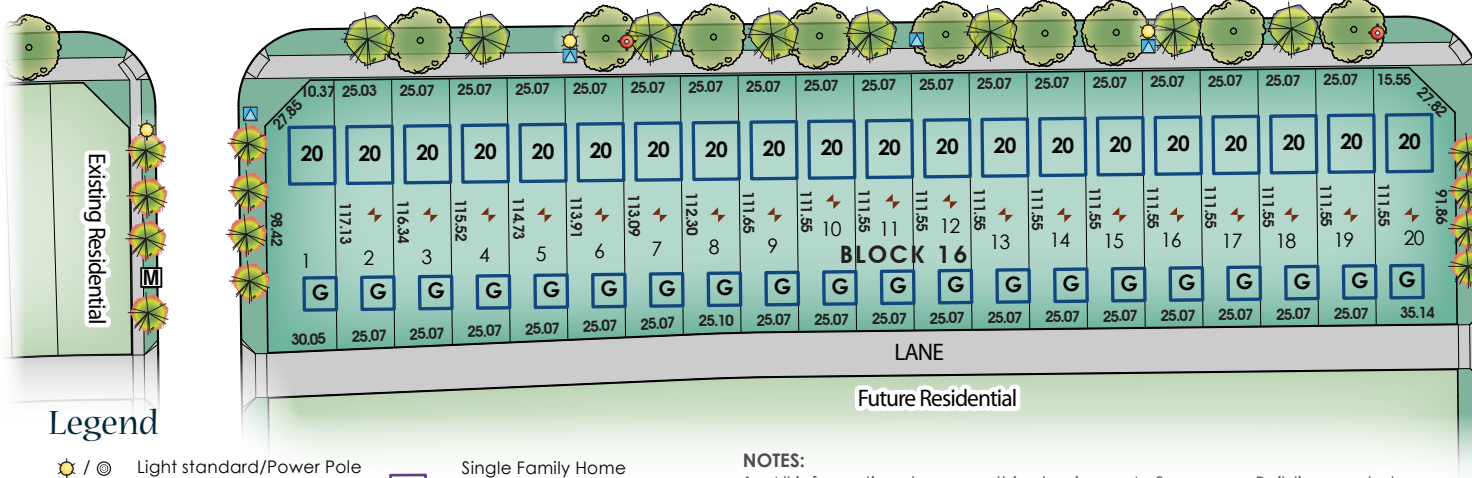 10.37 25.03 25.07 25.07 25.07 25.07 25.07 25.07 25.07 25.07 25.07 25.07 25.07 25.07 25.07 25.07 25.07 25.07 25.07 15.55
27.85 27.82
20 20 20 20 20 20 20 20 20 20 20 20 20 20 20 20 20 20 20 20
Existing Residential
M
98.42 117.13 116.34 115.52 114.73 113.91 113.09 112.30 111.65 111.55 111.55 111.55 111.55 111.55 111.55 111.55 111.55 111.55 111.55 111.55 91.86
1 2 3 4 5 6 7 8 9 10 11 12 13 14 15 16 17 18 19 20
BLOCK 16
G G G G G G G G G G G G G G G G G G G G
30.05 25.07 25.07 25.07 25.07 25.07 25.07 25.10 25.07 25.07 25.07 25.07 25.07 25.07 25.07 25.07 25.07 25.07 25.07 35.14
LANE
Future Residential
Legend
/ Light standard/Power Pole
Single Family Home
NOTES: